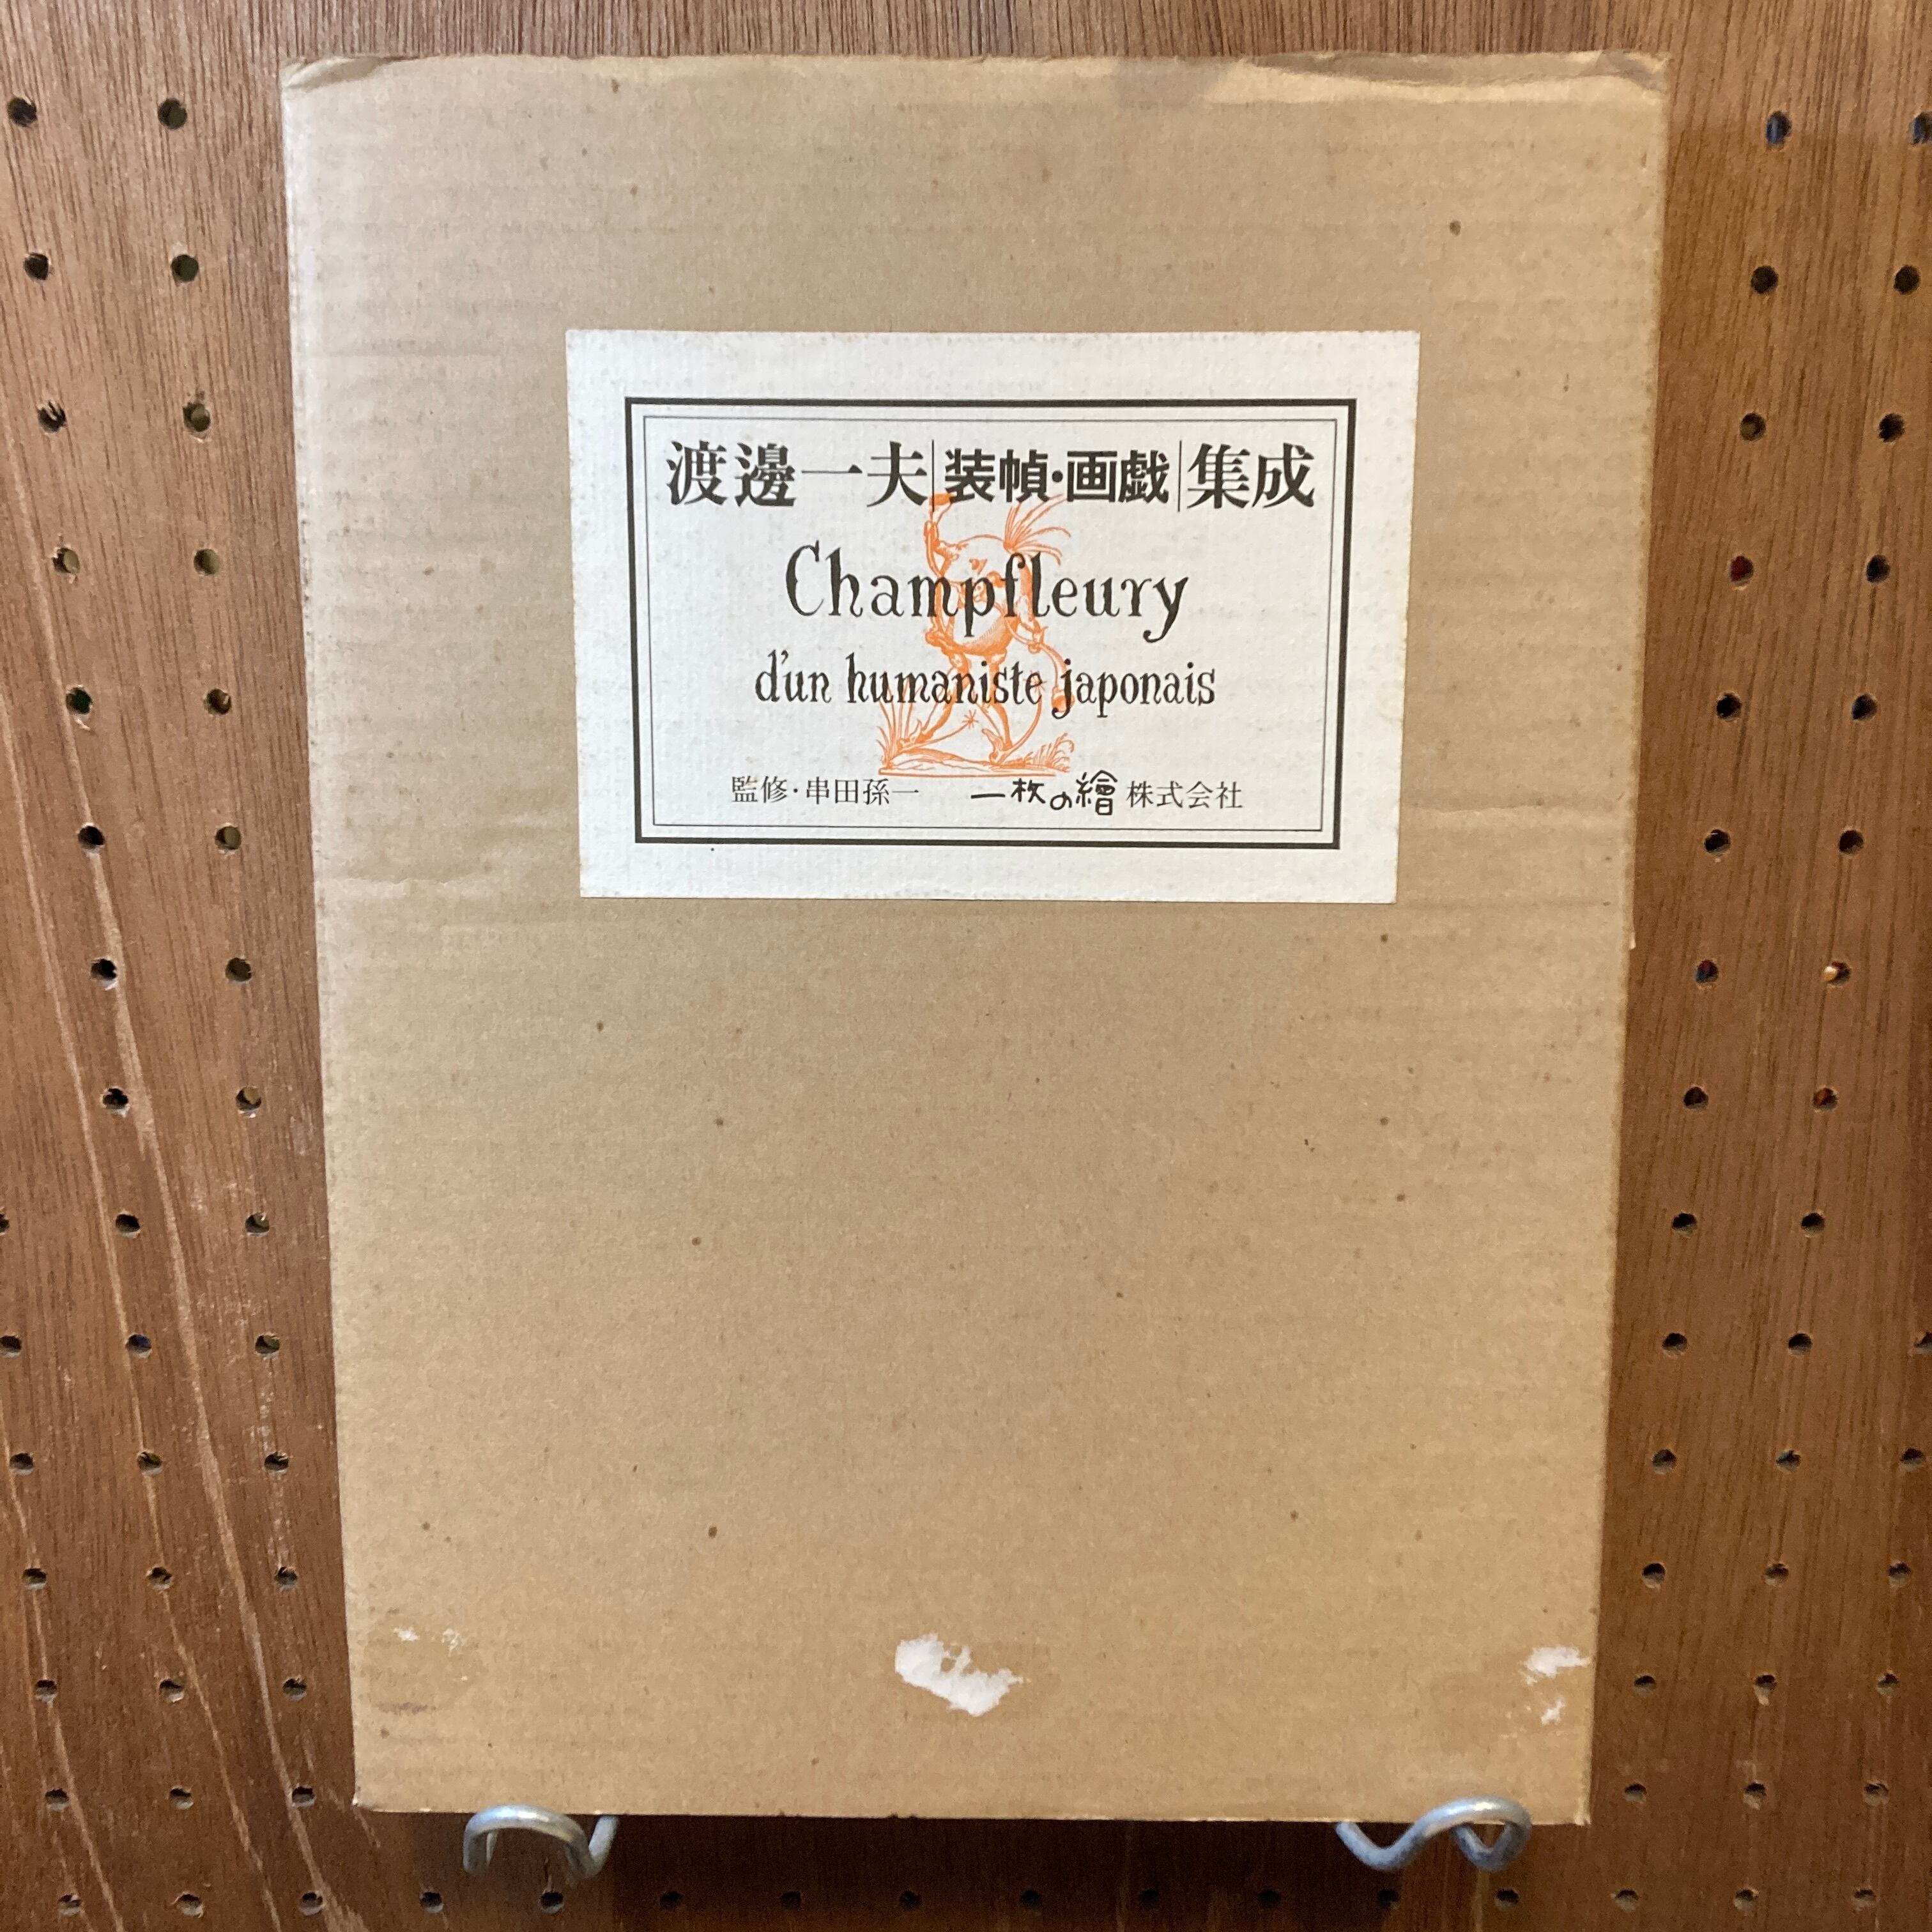 渡邊一夫|装幀・画戯|集成
Champfleury
d'un humaniste japonais
監修・串田孫一 一枚の繪株式会社